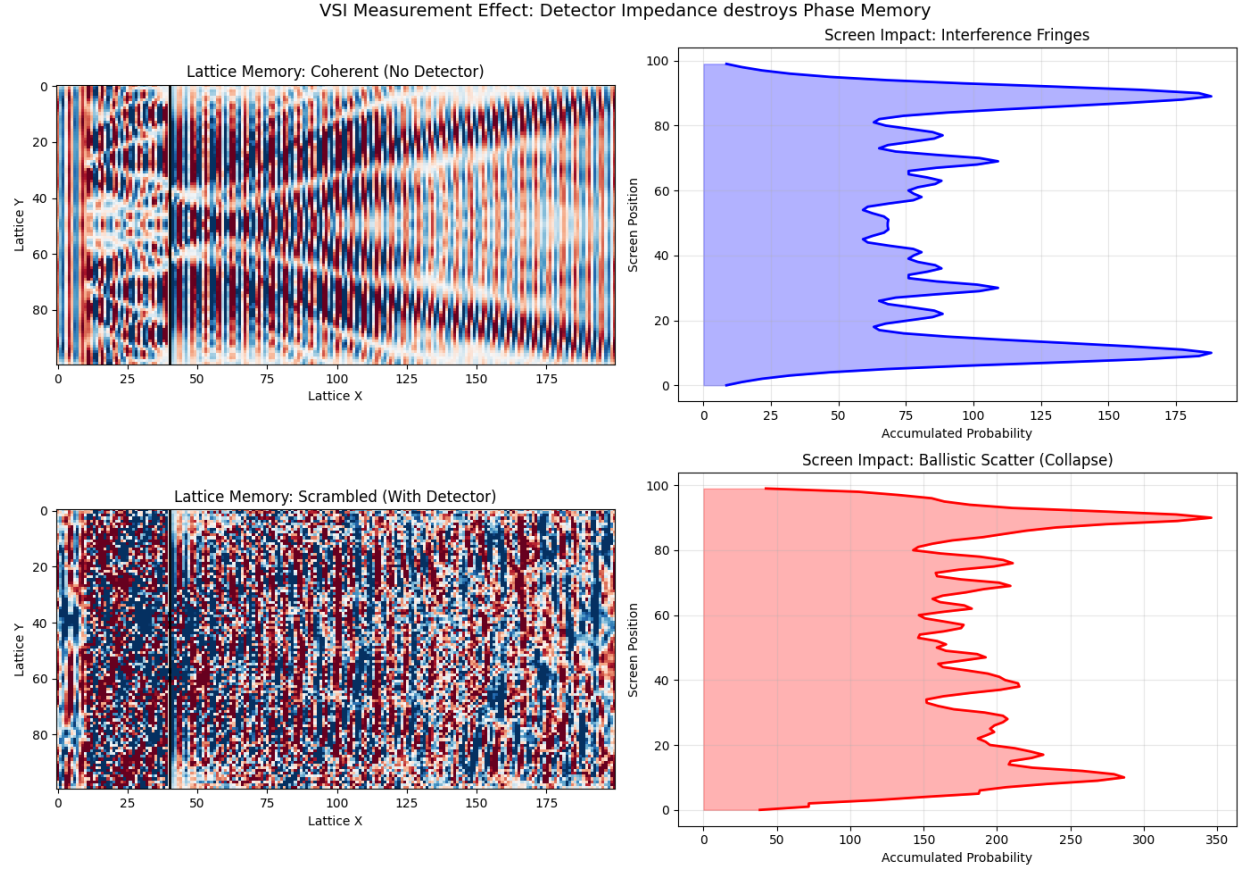 VSI Measurement Effect: Detector Impedance destroys Phase Memory
Lattice Memory: Coherent (No Detector)
0
20
40
60
80
Lattice Y
0 25 50 75 100 125 150 175
Lattice X
Screen Impact: Interference Fringes
100
80
60
40
20
0
Screen Position
0 25 50 75 100 125 150 175
Accumulated Probability
Lattice Memory: Scrambled (With Detector)
0
20
40
60
80
Lattice Y
0 25 50 75 100 125 150 175
Lattice X
Screen Impact: Ballistic Scatter (Collapse)
100
80
60
40
20
0
Screen Position
0 50 100 150 200 250 300 350
Accumulated Probability